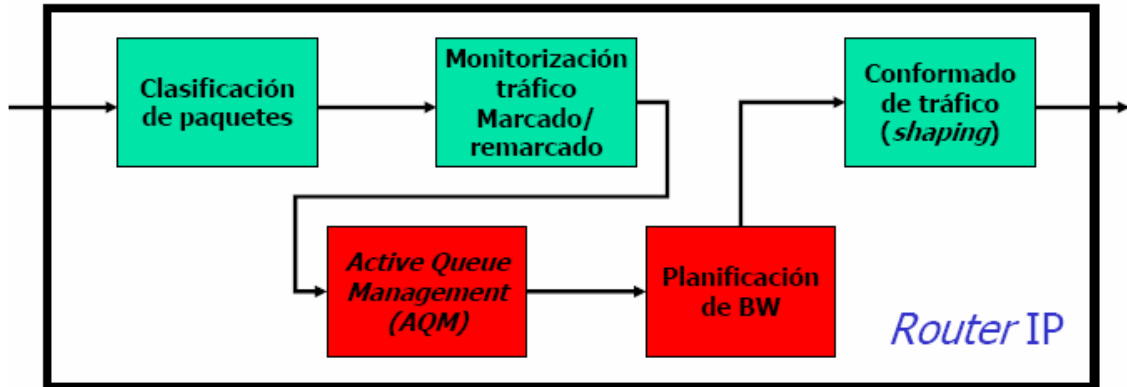 Clasificación
de paquetes
Monitorización
tráfico
Marcado/
remarcado
Conformado
de tráfico
(shaping)
Active Queue
Management
(AQM)
Planificación
de BW
Router IP